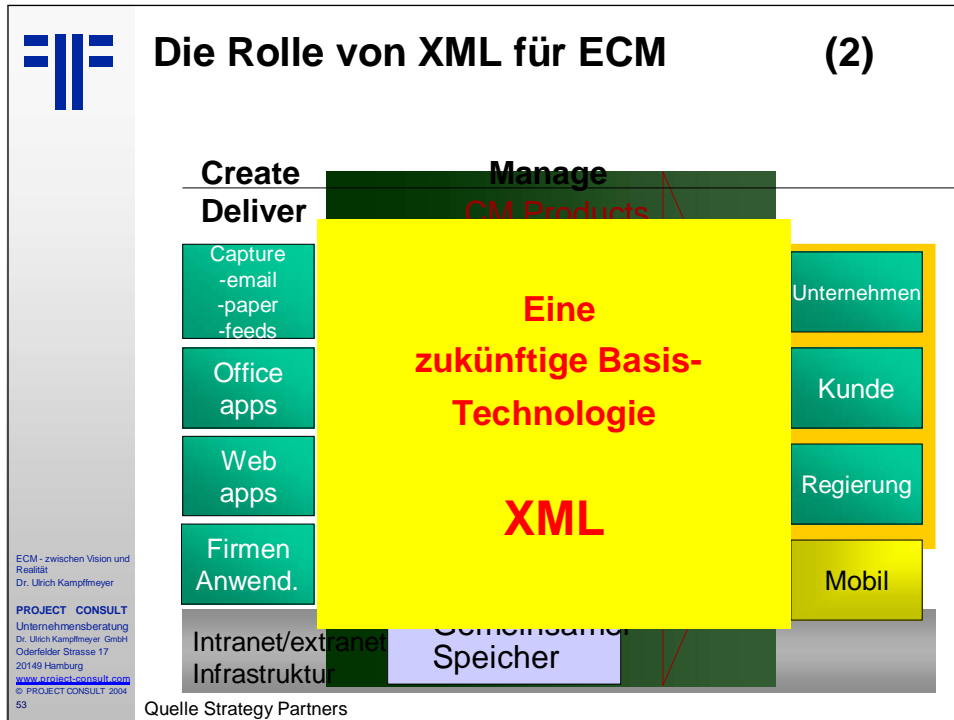 Die Rolle von XML für ECM (2)
Create
Manage
Deliver
CM Products
Capture
-email
-paper
-feeds
Office
apps
Web
apps
Firmen
Anwend.
Eine
zukünftige Basis-
Technologie
XML
Unternehmen
Kunde
Regierung
Mobil
Intranet/extranet
Infrastruktur
Gemeinsamer
Speicher
ECM - zwischen Vision und
Realität
Dr. Ulrich Kampffmeyer
PROJECT CONSULT
Unternehmensberatung
Dr. Ulrich Kampffmeyer GmbH
Oderfelder Strasse 17
20149 Hamburg
www.project-consult.com
© PROJECT CONSULT 2004
53
Quelle Strategy Partners